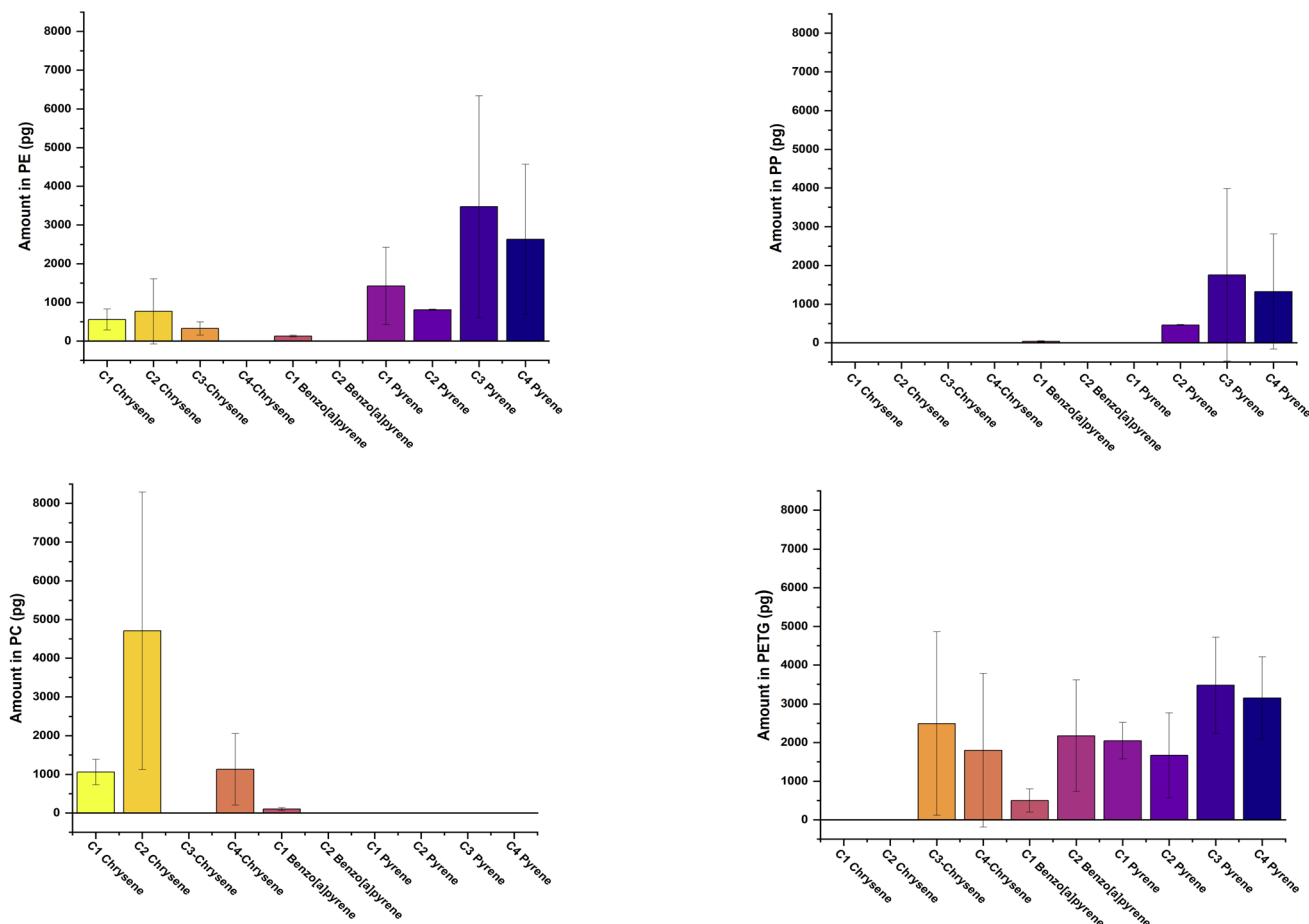 8000
7000
6000
5000
4000
3000
2000
1000
0
Amount in PE (pg)
C1 Chrysene
C2 Chrysene
C3-Chrysene
C4-Chrysene
C1 Benzo[a]pyrene
C2 Benzo[a]pyrene
C1 Pyrene
C2 Pyrene
C3 Pyrene
C4 Pyrene
8000
7000
6000
5000
4000
3000
2000
1000
0
Amount in PP (pg)
C1 Chrysene
C2 Chrysene
C3-Chrysene
C4-Chrysene
C1 Benzo[a]pyrene
C2 Benzo[a]pyrene
C1 Pyrene
C2 Pyrene
C3 Pyrene
C4 Pyrene
8000
7000
6000
5000
4000
3000
2000
1000
0
Amount in PC (pg)
C1 Chrysene
C2 Chrysene
C3-Chrysene
C4-Chrysene
C1 Benzo[a]pyrene
C2 Benzo[a]pyrene
C1 Pyrene
C2 Pyrene
C3 Pyrene
C4 Pyrene
8000
7000
6000
5000
4000
3000
2000
1000
0
Amount in PETG (pg)
C1 Chrysene
C2 Chrysene
C3-Chrysene
C4-Chrysene
C1 Benzo[a]pyrene
C2 Benzo[a]pyrene
C1 Pyrene
C2 Pyrene
C3 Pyrene
C4 Pyrene